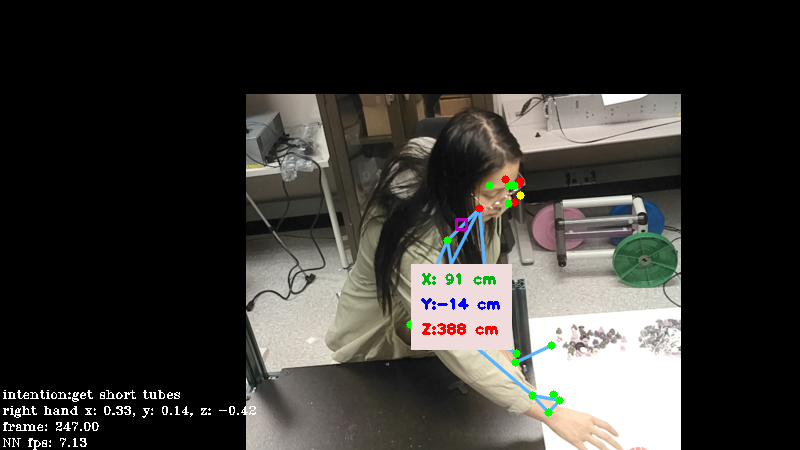 X: 91 cm
Y:-14 cm
Z:388 cm
intention:get short tubes
right hand x: 0.33, y: 0.14, z: -0.42
frame: 247.00
NN fps: 7.13